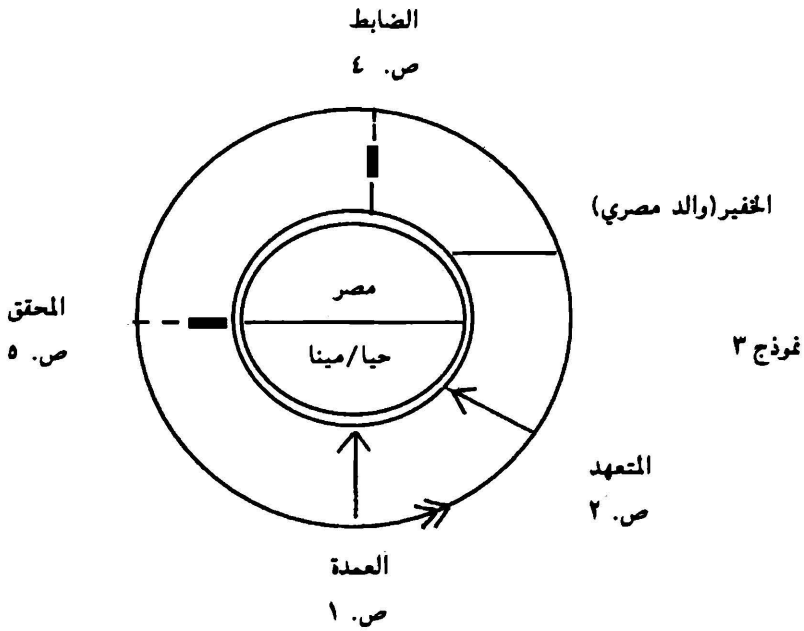 الضابط
ص. ٤
الخفير(والد مصري)
مصر
المحقق
حيا/مينا
ص. ٥
نموذج ٣
المتعهد
ص. ٢
العمدة
ص. ١